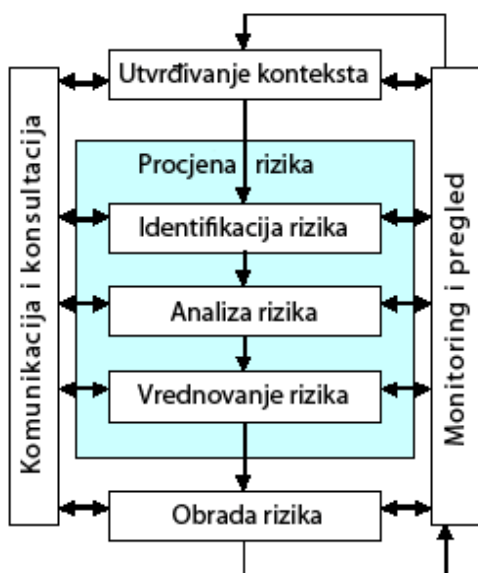 Utvrđivanje konteksta
Komunikacija i konsultacija
Procjena rizika
Identifikacija rizika
Analiza rizika
Vrednovanje rizika
Obrada rizika
Monitoring i pregled